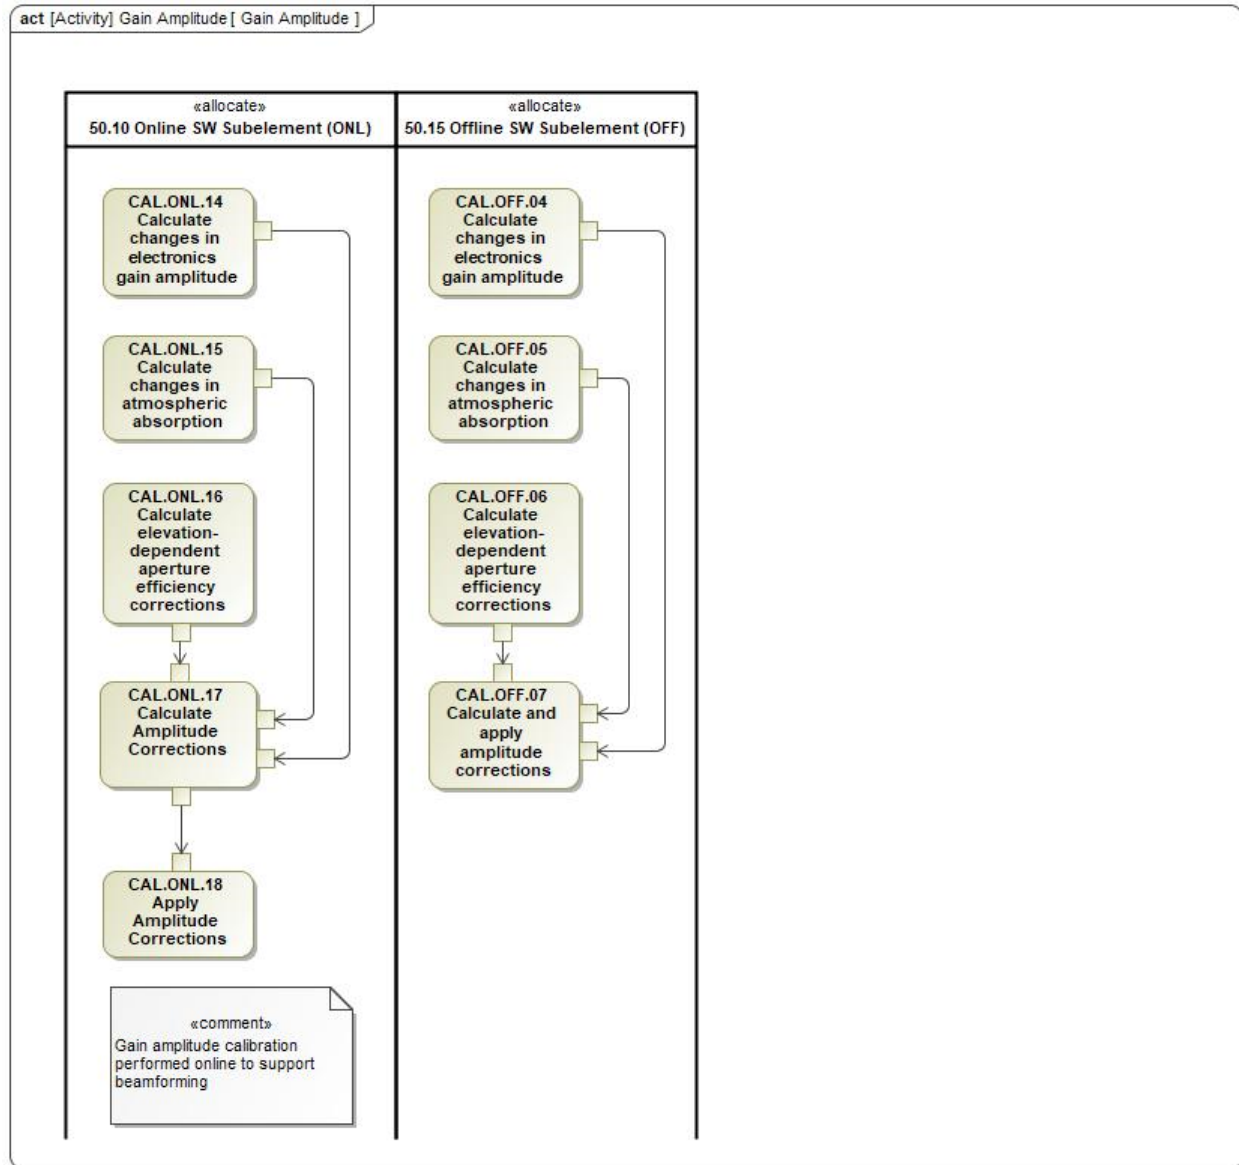 act [Activity] Gain Amplitude [ Gain Amplitude ]
«allocate»
50.10 Online SW Subelement (ONL)
«allocate»
50.15 Offline SW Subelement (OFF)
CAL.ONL.14
Calculate
changes in
electronics
gain amplitude
CAL.OFF.04
Calculate
changes in
electronics
gain amplitude
CAL.ONL.15
Calculate
changes in
atmospheric
absorption
CAL.OFF.05
Calculate
changes in
atmospheric
absorption
CAL.ONL.16
Calculate
elevation-
dependent
aperture
efficiency
corrections
CAL.OFF.06
Calculate
elevation-
dependent
aperture
efficiency
corrections
CAL.ONL.17
Calculate
Amplitude
Corrections
CAL.OFF.07
Calculate and
apply
amplitude
corrections
CAL.ONL.18
Apply
Amplitude
Corrections
«comment»
Gain amplitude calibration
performed online to support
beamforming